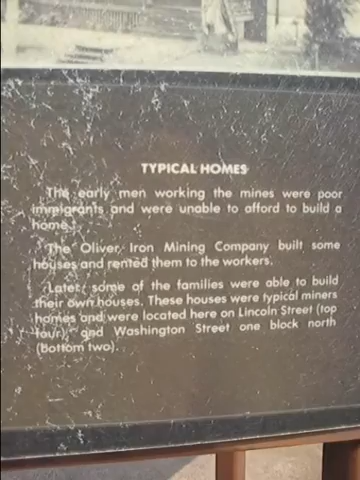 TYPICAL HOMES
The early men working the mines were poor
immigrants and were unable to afford to build a
home.
The Oliver Iron Mining Company built some
houses and rented them to the workers.
Later, some of the families were able to build
their own houses. These houses were typical miners
homes and were located here on Lincoln Street (top
four), and Washington Street one block north
(bottom two).